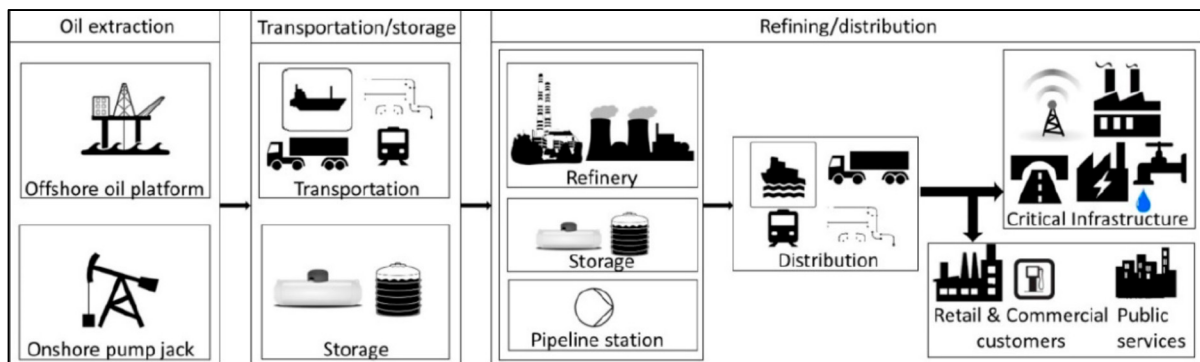 Oil extraction
Offshore oil platform
Onshore pump jack
Transportation/storage
Transportation
Storage
Refining/distribution
Refinery
Storage
Pipeline station
Distribution
Critical Infrastructure
Retail & Commercial
customers
Public
services